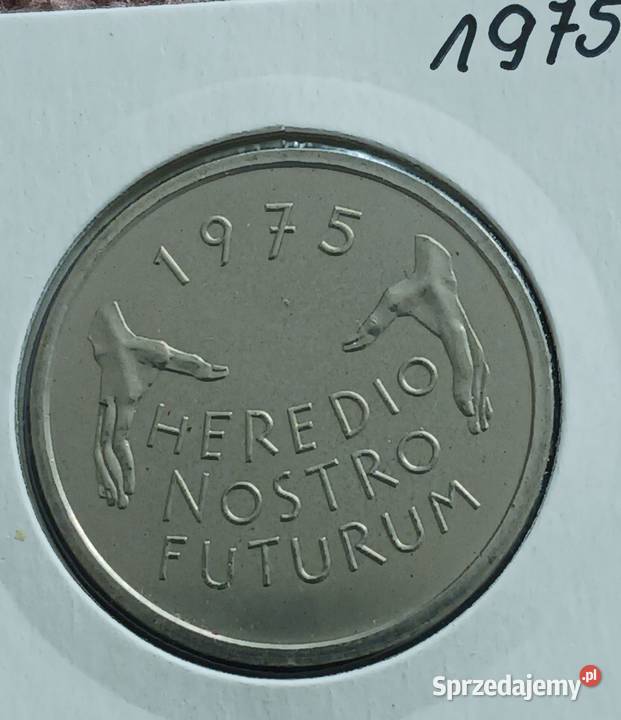 1975
1975
HEREDIO
NOSTRO
FUTURUM
Sprzedajemy.pl